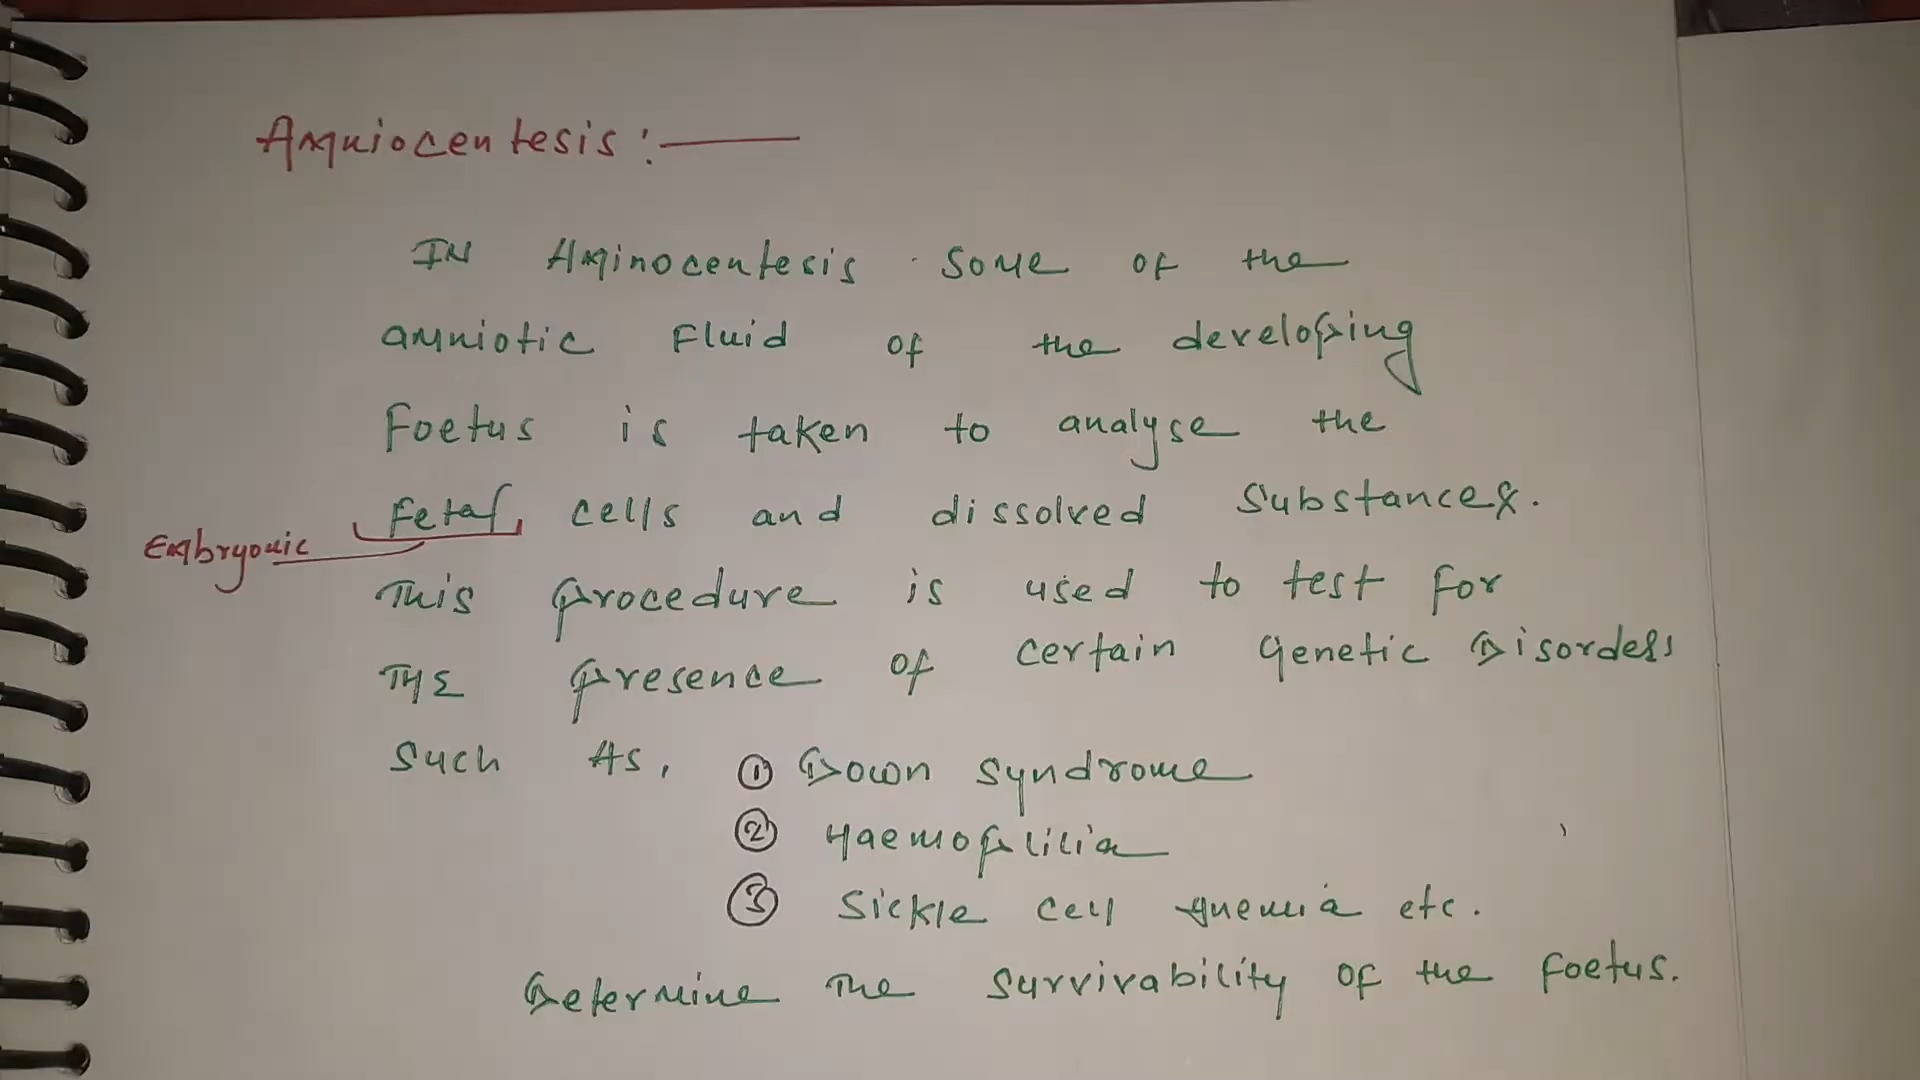 Amniocentesis :—
IN Aminocentesis some of the
amniotic Fluid of the developing
Foetus is taken to analyse the
Fetal cells and dissolved Substances.
Embryonic
This procedure is used to test for
THE presence of certain Genetic Disorders
Such As, ① Down syndrome
② Haemophilia
③ Sickle cell anemia etc.
Determine The Survivability of the foetus.